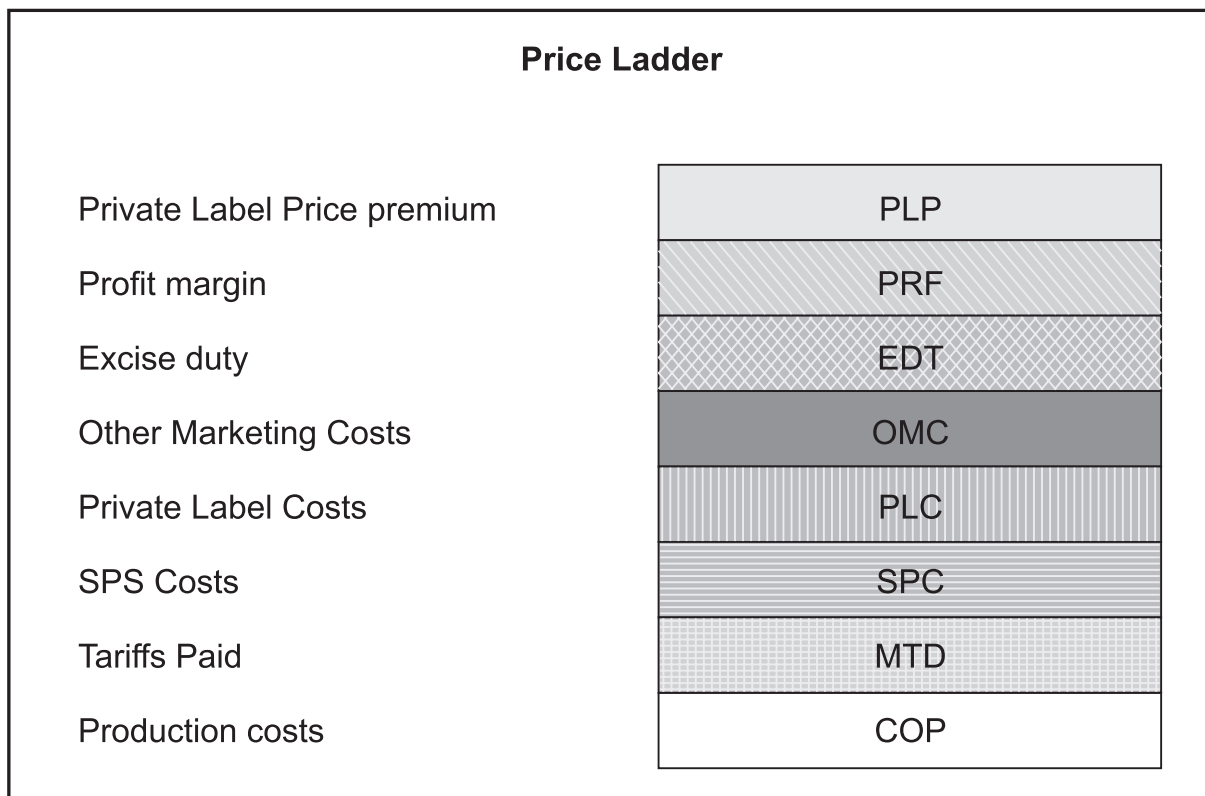 Price Ladder
Private Label Price premium PLP
Profit margin PRF
Excise duty EDT
Other Marketing Costs OMC
Private Label Costs PLC
SPS Costs SPC
Tariffs Paid MTD
Production costs COP